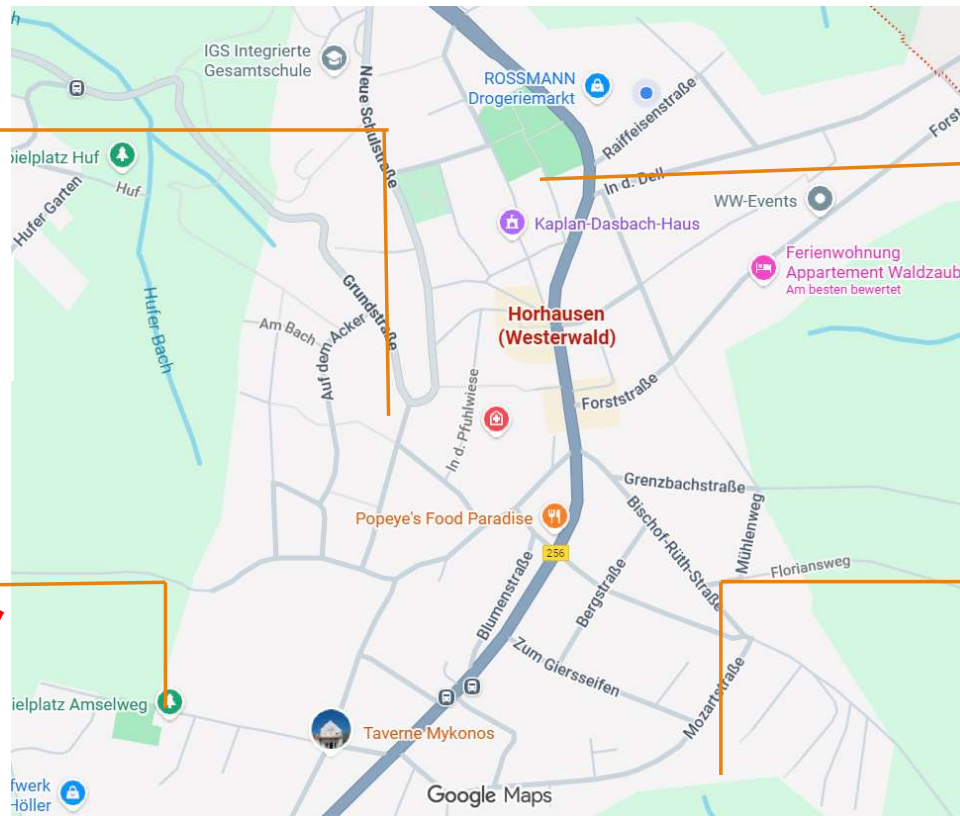 IGS Integrierte
Gesamtschule
ROSSMANN
Drogeriemarkt
Neue Schulstraße
Raiffeisenstraße
In d. Dell
WW-Events
Huf
Hufer Garten
Kaplan-Dasbach-Haus
Ferienwohnung
Appartement Waldzaub
Am besten bewertet
Hufer Bach
Grundstraße
Am Bach
Auf dem Acker
Horhausen
(Westerwald)
In d. Pfuhlwiese
Forststraße
Grenzbachstraße
Popeye's Food Paradise
256
Bischof-Rüth-Straße
Mühlenweg
Floriansweg
Blumenstraße
Bergstraße
Zum Giersseifen
Mozartstraße
ielplatz Amselweg
Taverne Mykonos
fwerk
Höller
Google Maps